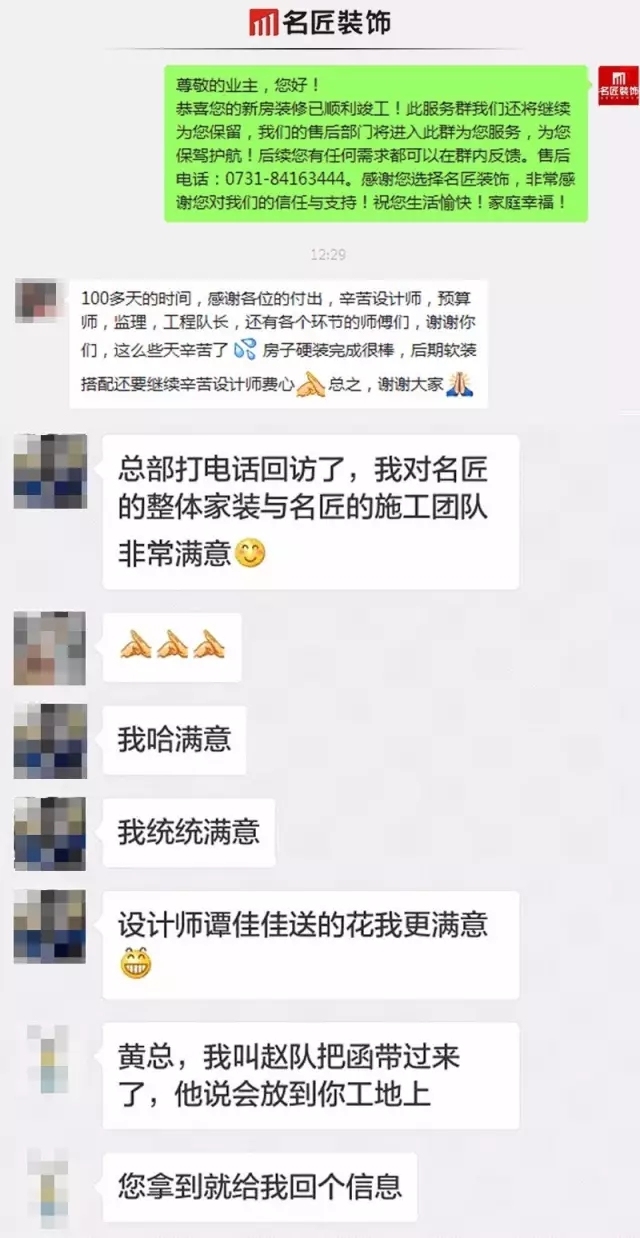 名匠装饰
尊敬的业主，您好！
恭喜您的新房装修已顺利竣工！此服务群我们还将继续
为您保留，我们的售后部门将进入此群为您服务，为您
保驾护航！后续您有任何需求都可以在群内反馈。售后
电话：0731-84163444。感谢您选择名匠装饰，非常感
谢您对我们的信任与支持！祝您生活愉快！家庭幸福！
名匠装饰
12:29
100多天的时间，感谢各位的付出，辛苦设计师，预算
师，监理，工程队长，还有各个环节的师傅们，谢谢你
们，这么些天辛苦了💦 房子硬装完成很棒，后期软装
搭配还要继续辛苦设计师费心🙏总之，谢谢大家🙏
总部打电话回访了，我对名匠
的整体家装与名匠的施工团队
非常满意😊
🙏🙏🙏
我哈满意
我统统满意
设计师谭佳佳送的花我更满意
😁
黄总，我叫赵队把函带过来
了，他说会放到你工地上
您拿到就给我回个信息